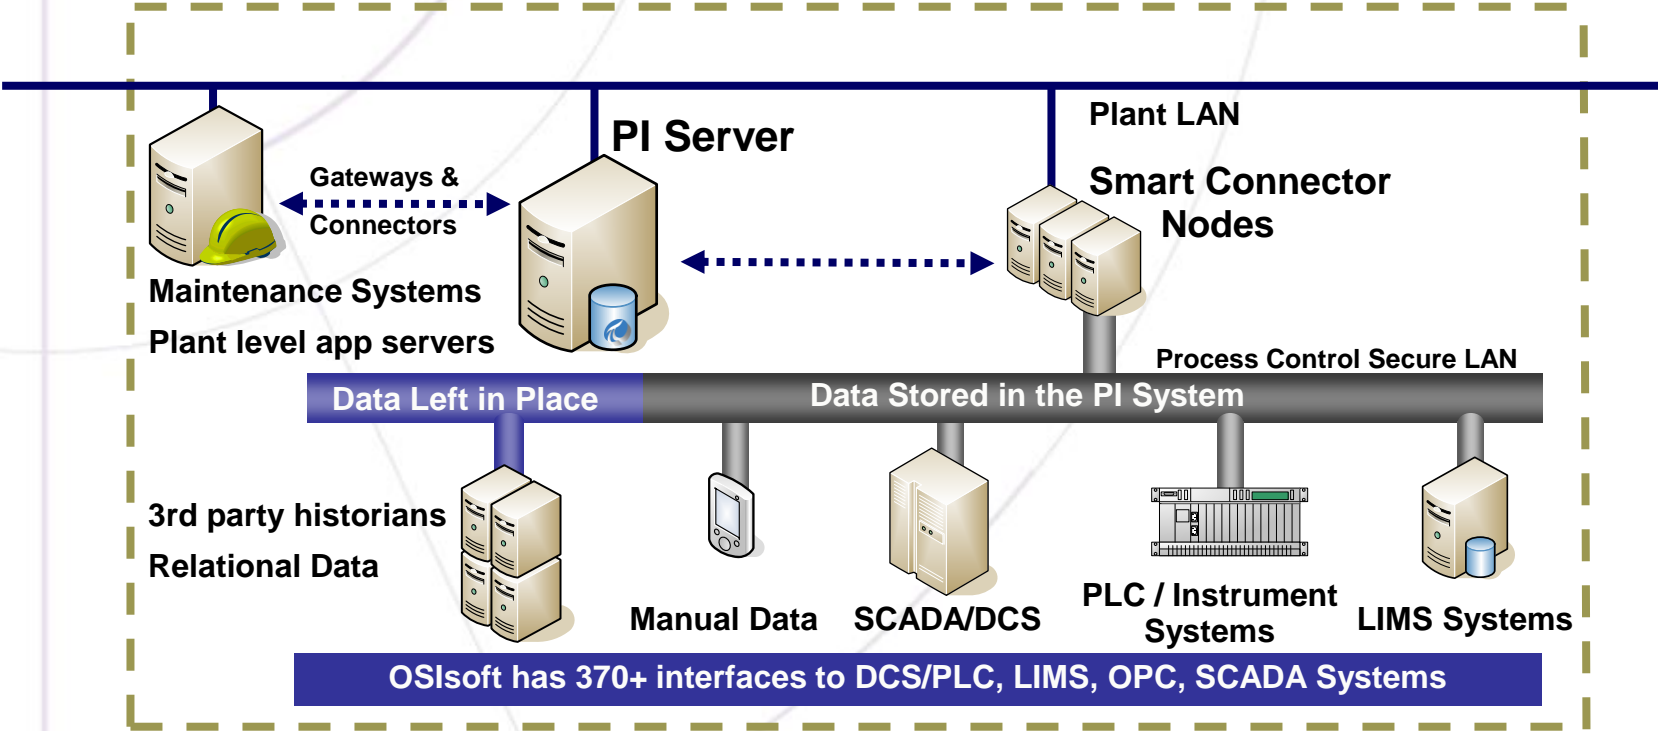 Plant LAN
PI Server
Gateways &
Connectors
Smart Connector
Nodes
Maintenance Systems
Plant level app servers
Process Control Secure LAN
Data Left in Place
Data Stored in the PI System
3rd party historians
Relational Data
Manual Data
SCADA/DCS
PLC / Instrument
Systems
LIMS Systems
OSIsoft has 370+ interfaces to DCS/PLC, LIMS, OPC, SCADA Systems